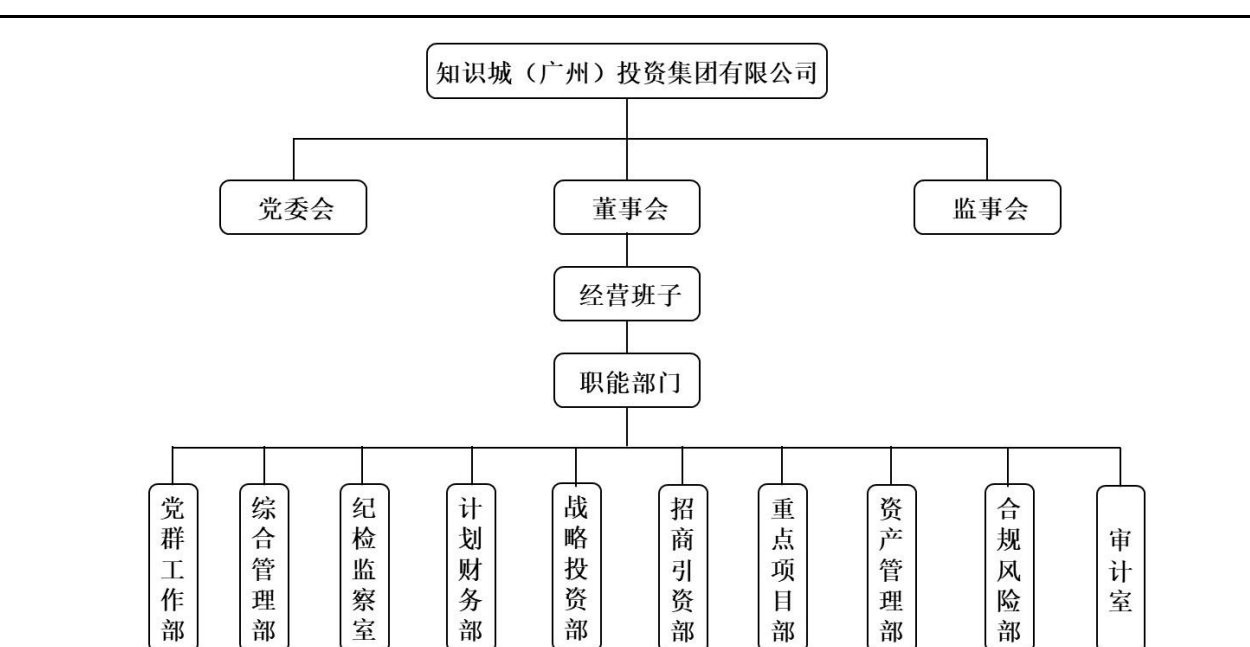 知识城（广州）投资集团有限公司
党委会
董事会
监事会
经营班子
职能部门
党群工作部
综合管理部
纪检监察室
计划财务部
战略投资部
招商引资部
重点项目部
资产管理部
合规风险部
审计室